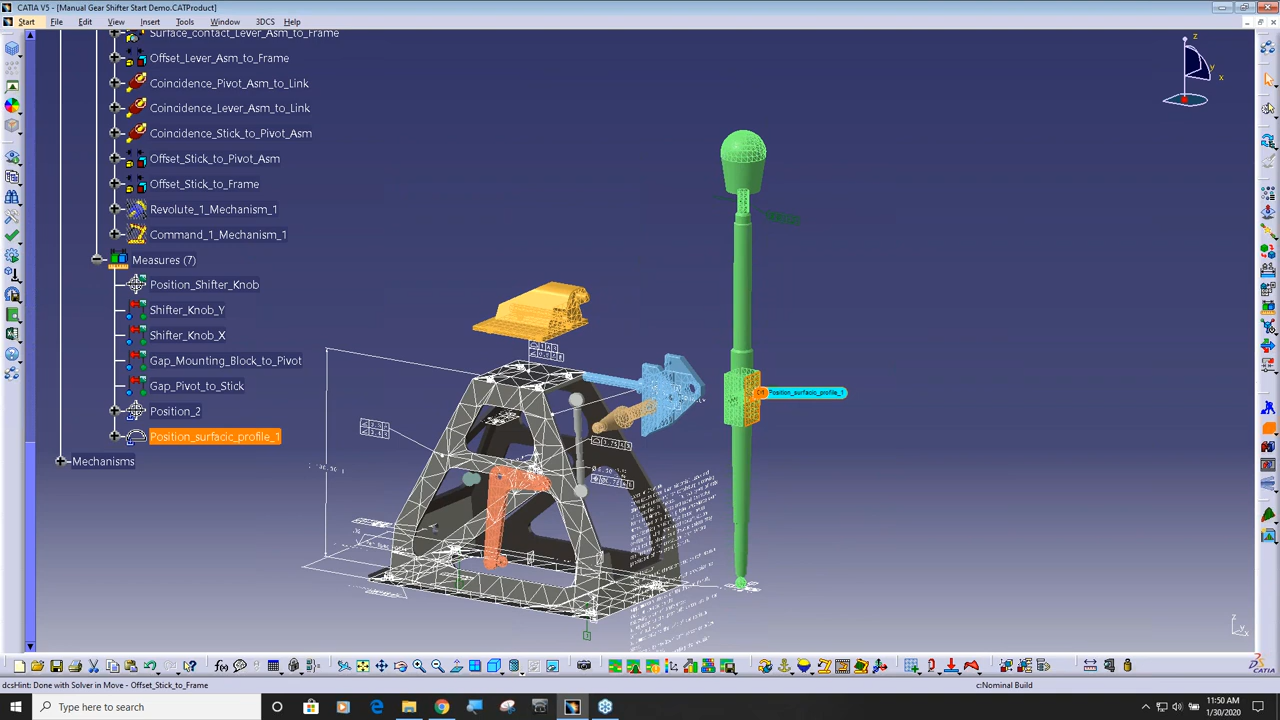 CATIA V5 - [Manual Gear Shifter Start Demo.CATProduct]
Start File Edit View Insert Tools Window 3DCS Help
Surface_contact_Lever_Asm_to_Frame
Offset_Lever_Asm_to_Frame
Coincidence_Pivot_Asm_to_Link
Coincidence_Lever_Asm_to_Link
Coincidence_Stick_to_Pivot_Asm
Offset_Stick_to_Pivot_Asm
Offset_Stick_to_Frame
Revolute_1_Mechanism_1
Command_1_Mechanism_1
Measures (7)
Position_Shifter_Knob
Shifter_Knob_Y
Shifter_Knob_X
Gap_Mounting_Block_to_Pivot
Gap_Pivot_to_Stick
Position_2
Position_surfacic_profile_1
Mechanisms
Position_surfacic_profile_1
z
y
x
dcsHint: Done with Solver in Move - Offset_Stick_to_Frame
c:Nominal Build
CATIA
Type here to search
11:50 AM
1/30/2020